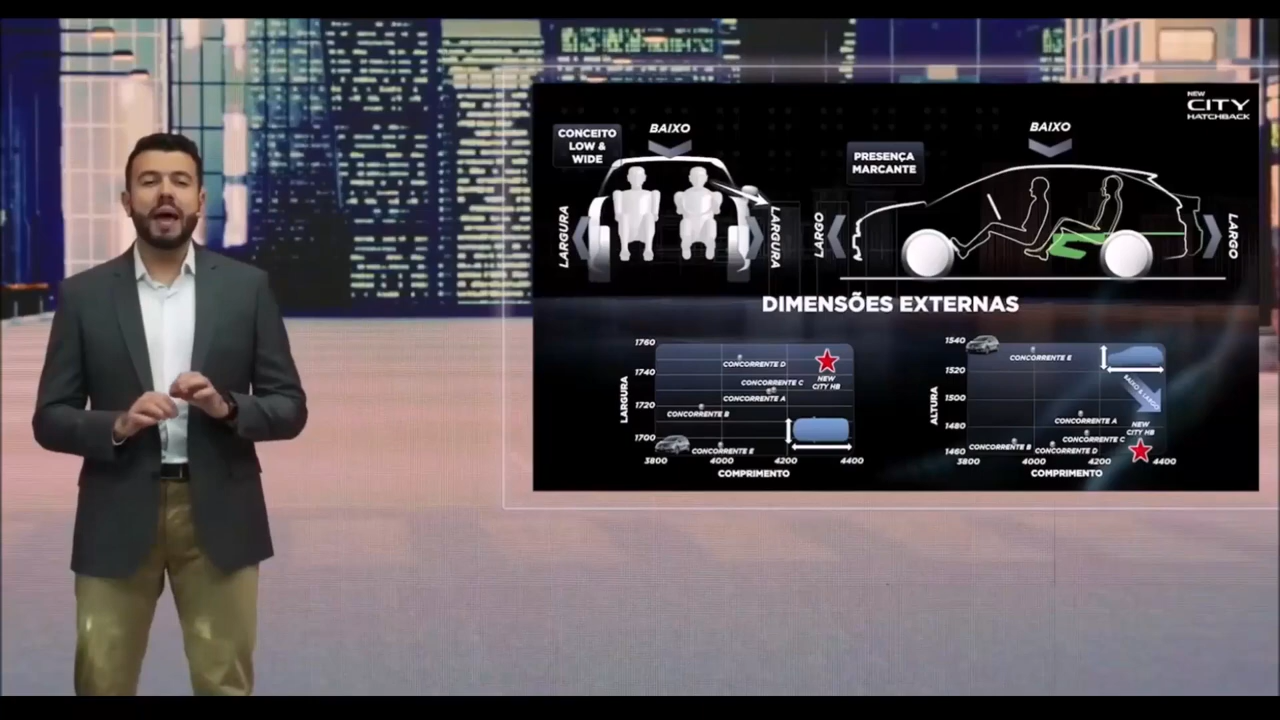 NEW
CITY
HATCHBACK
CONCEITO
LOW &
WIDE
BAIXO
LARGURA
LARGURA
PRESENÇA
MARCANTE
BAIXO
LARGO
LARGO
DIMENSÕES EXTERNAS
LARGURA
1760
1740
1720
1700
3800
4000
4200
4400
COMPRIMENTO
CONCORRENTE D
NEW
CITY HB
CONCORRENTE C
CONCORRENTE A
CONCORRENTE B
CONCORRENTE E
ALTURA
1540
1520
1500
1480
1460
3800
4000
4200
4400
COMPRIMENTO
CONCORRENTE E
BAIXO & LARGO
CONCORRENTE A
NEW
CITY HB
CONCORRENTE C
CONCORRENTE B
CONCORRENTE D